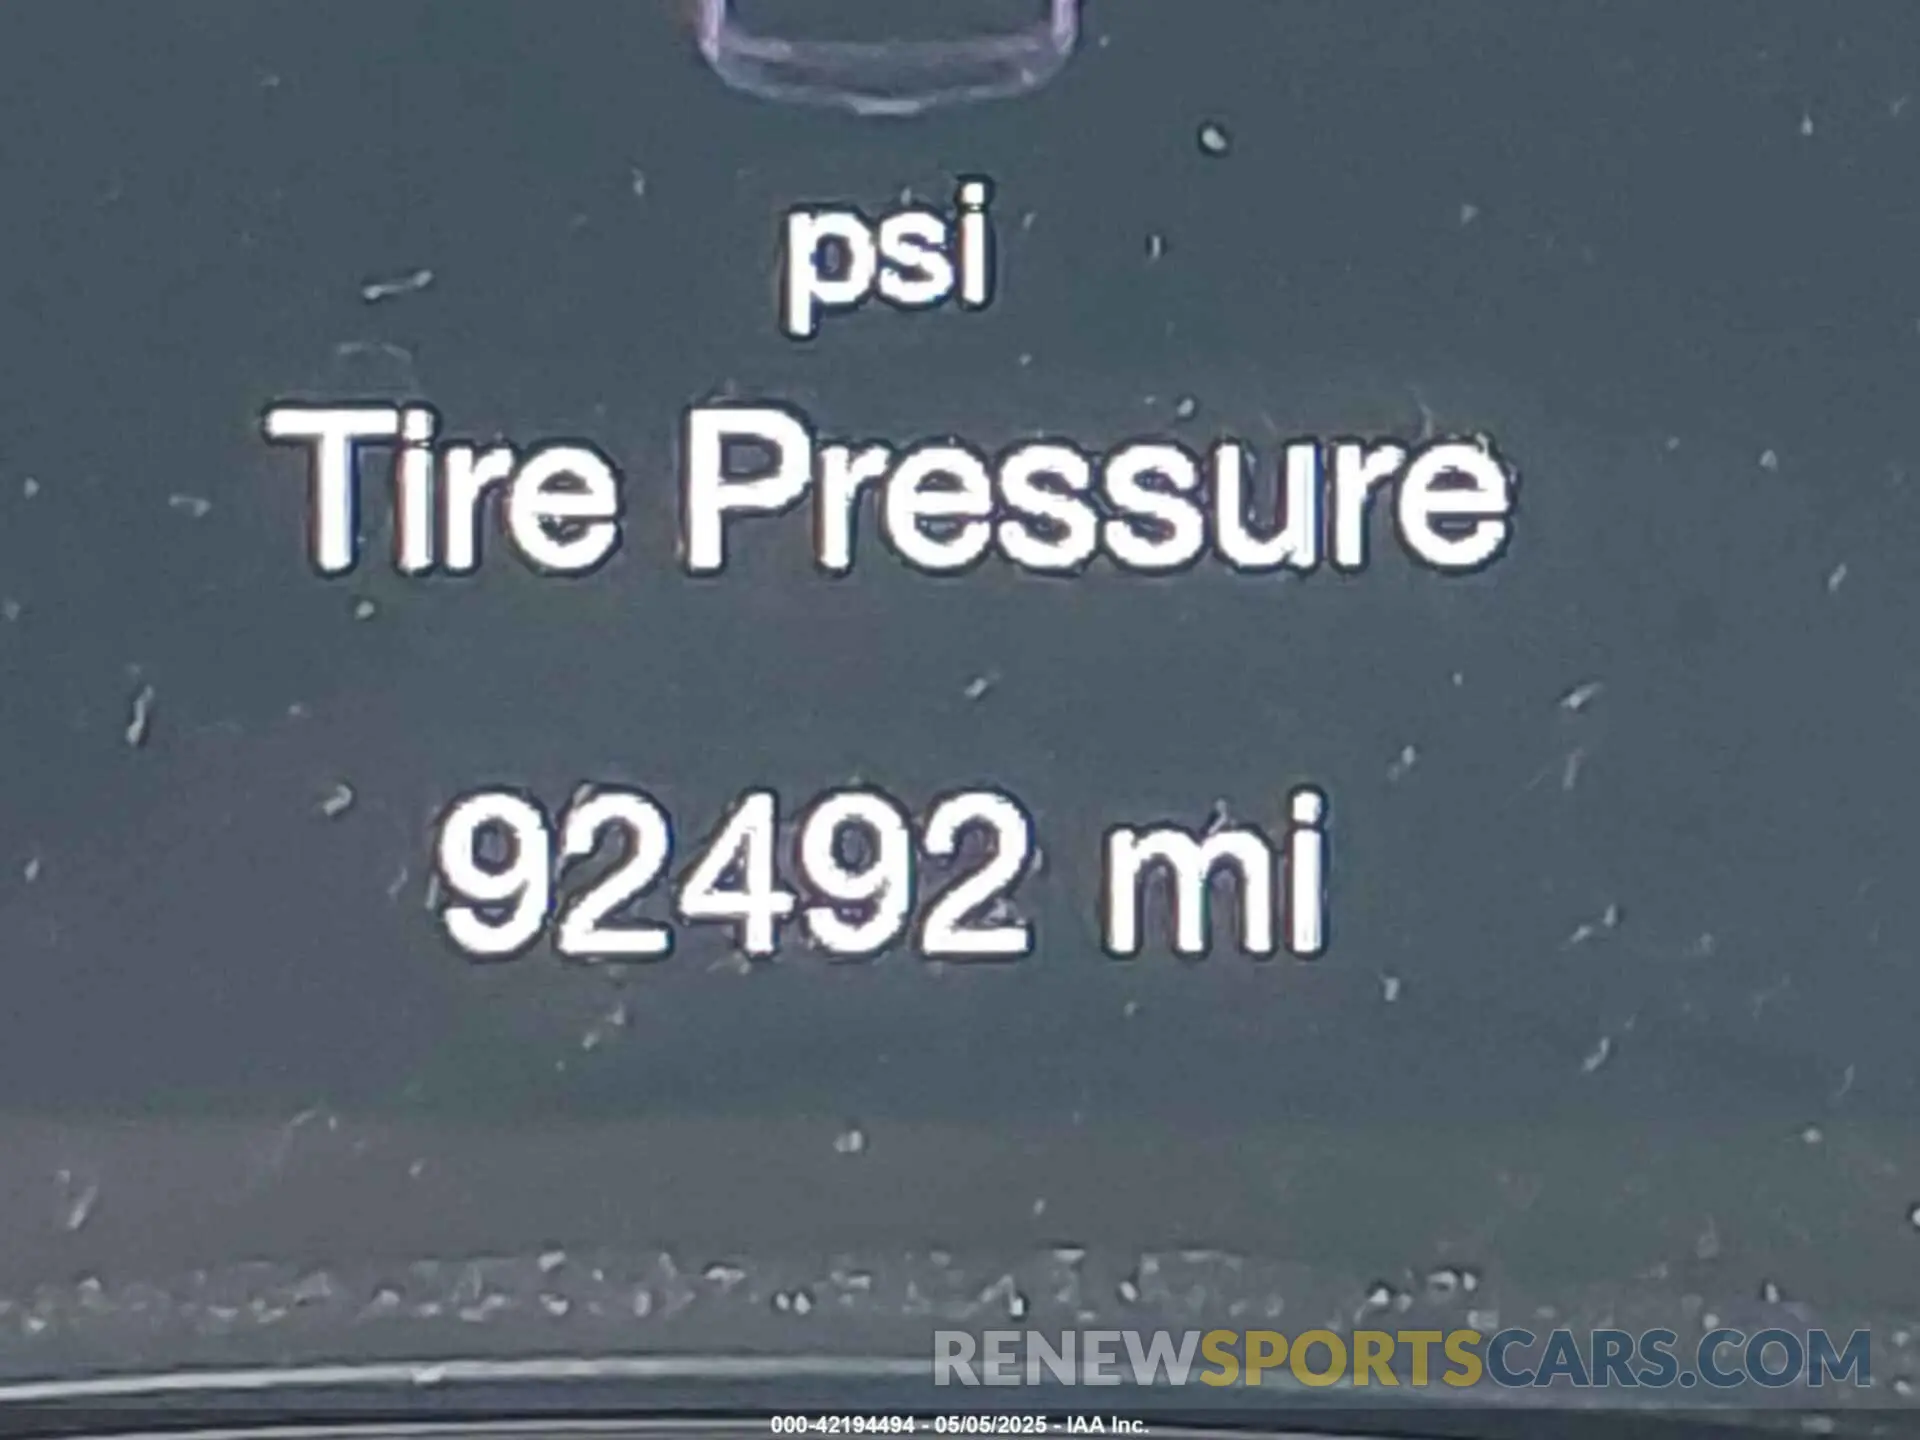 psi
Tire Pressure
92492 mi
RENEWSPORTSCARS.COM
000-42194494 - 05/05/2025 - IAA Inc.